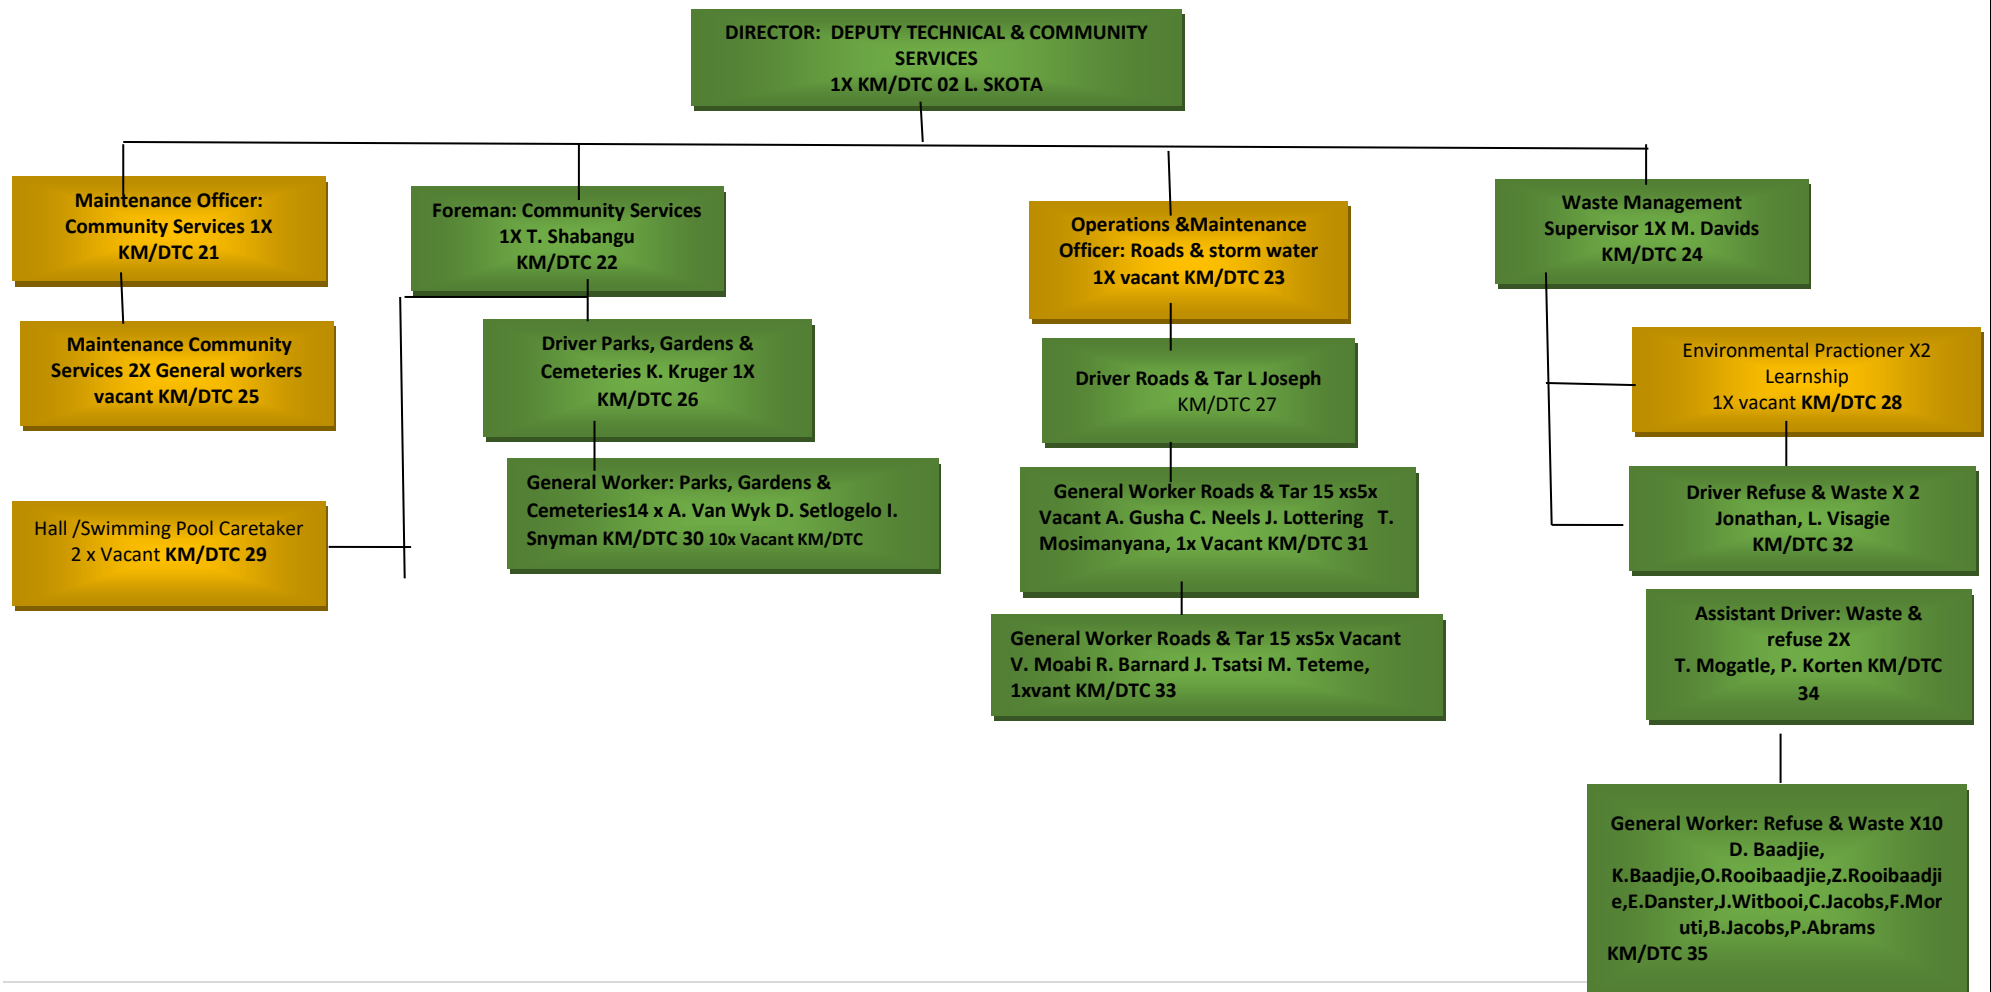 DIRECTOR: DEPUTY TECHNICAL & COMMUNITY
SERVICES
1X KM/DTC 02 L. SKOTA
Maintenance Officer:
Community Services 1X
KM/DTC 21
Foreman: Community Services
1X T. Shabangu
KM/DTC 22
Operations &Maintenance
Officer: Roads & storm water
1X vacant KM/DTC 23
Waste Management
Supervisor 1X M. Davids
KM/DTC 24
Maintenance Community
Services 2X General workers
vacant KM/DTC 25
Driver Parks, Gardens &
Cemeteries K. Kruger 1X
KM/DTC 26
Driver Roads & Tar L Joseph
KM/DTC 27
Environmental Practioner X2
Learnship
1X vacant KM/DTC 28
Hall /Swimming Pool Caretaker
2 x Vacant KM/DTC 29
General Worker: Parks, Gardens &
Cemeteries14 x A. Van Wyk D. Setlogelo I.
Snyman KM/DTC 30 10x Vacant KM/DTC
General Worker Roads & Tar 15 xs5x
Vacant A. Gusha C. Neels J. Lottering T.
Mosimanyana, 1x Vacant KM/DTC 31
Driver Refuse & Waste X 2
Jonathan, L. Visagie
KM/DTC 32
General Worker Roads & Tar 15 xs5x Vacant
V. Moabi R. Barnard J. Tsatsi M. Teteme,
1xvant KM/DTC 33
Assistant Driver: Waste &
refuse 2X
T. Mogatle, P. Korten KM/DTC
34
General Worker: Refuse & Waste X10
D. Baadjie,
K.Baadjie,O.Rooibaadjie,Z.Rooibaadji
e,E.Danster,J.Witbooi,C.Jacobs,F.Mor
uti,B.Jacobs,P.Abrams
KM/DTC 35